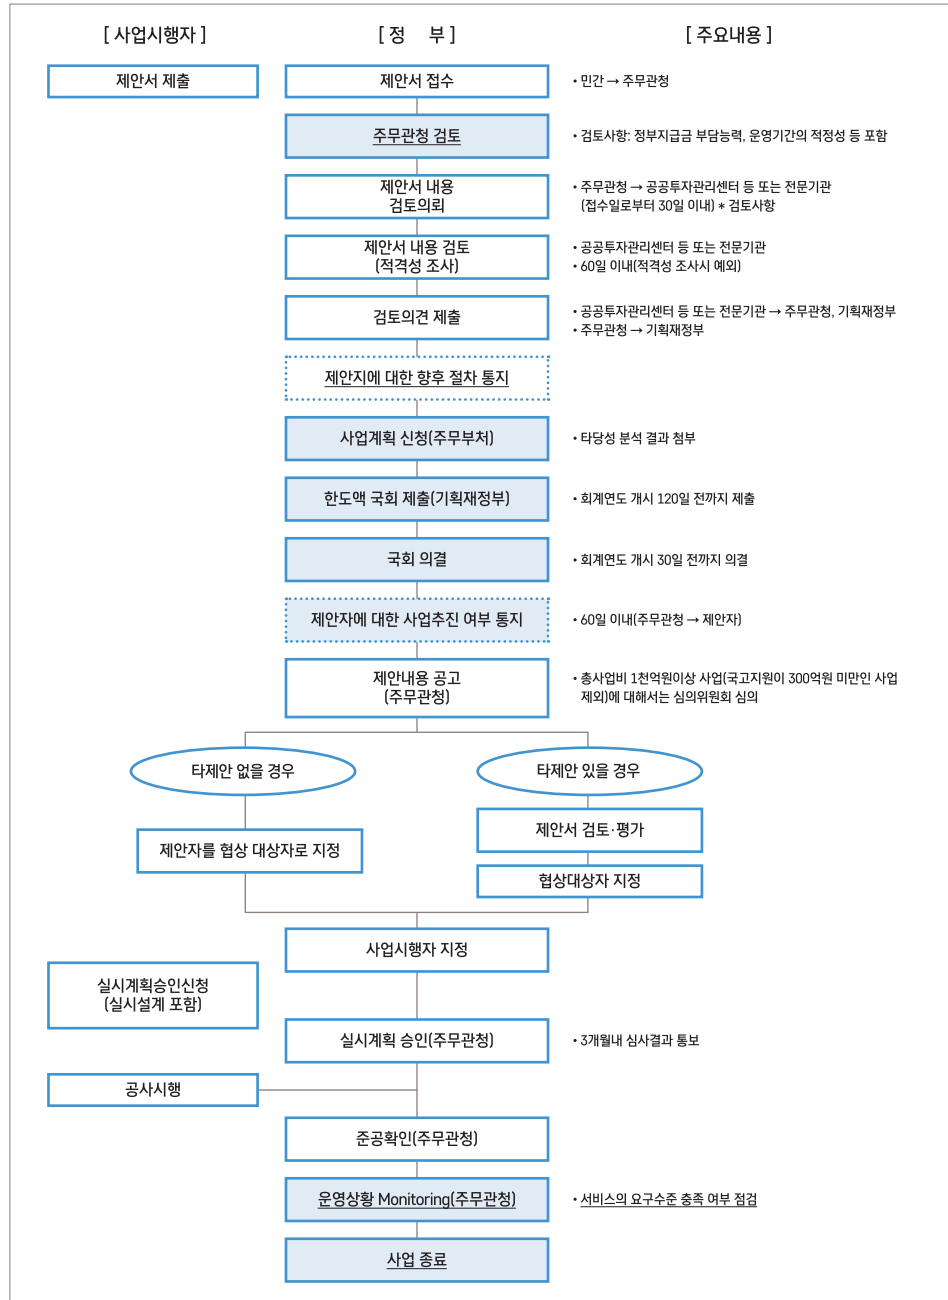 [ 사업시행자 ]
[ 정 부 ]
[ 주요내용 ]
제안서 제출
제안서 접수
• 민간 → 주무관청
주무관청 검토
• 검토사항: 정부지급금 부담능력, 운영기간의 적정성 등 포함
제안서 내용
검토의뢰
• 주무관청 → 공공투자관리센터 등 또는 전문기관
(접수일로부터 30일 이내) * 검토사항
제안서 내용 검토
(적격성 조사)
• 공공투자관리센터 등 또는 전문기관
• 60일 이내(적격성 조사시 예외)
검토의견 제출
• 공공투자관리센터 등 또는 전문기관 → 주무관청, 기획재정부
• 주무관청 → 기획재정부
제안지에 대한 향후 절차 통지
사업계획 신청(주무부처)
• 타당성 분석 결과 첨부
한도액 국회 제출(기획재정부)
• 회계연도 개시 120일 전까지 제출
국회 의결
• 회계연도 개시 30일 전까지 의결
제안자에 대한 사업추진 여부 통지
• 60일 이내(주무관청 → 제안자)
제안내용 공고
(주무관청)
• 총사업비 1천억원이상 사업(국고지원이 300억원 미만인 사업
제외)에 대해서는 심의위원회 심의
타제안 없을 경우
타제안 있을 경우
제안서 검토·평가
제안자를 협상 대상자로 지정
협상대상자 지정
사업시행자 지정
실시계획승인신청
(실시설계 포함)
실시계획 승인(주무관청)
• 3개월내 심사결과 통보
공사시행
준공확인(주무관청)
운영상황 Monitoring(주무관청)
• 서비스의 요구수준 충족 여부 점검
사업 종료